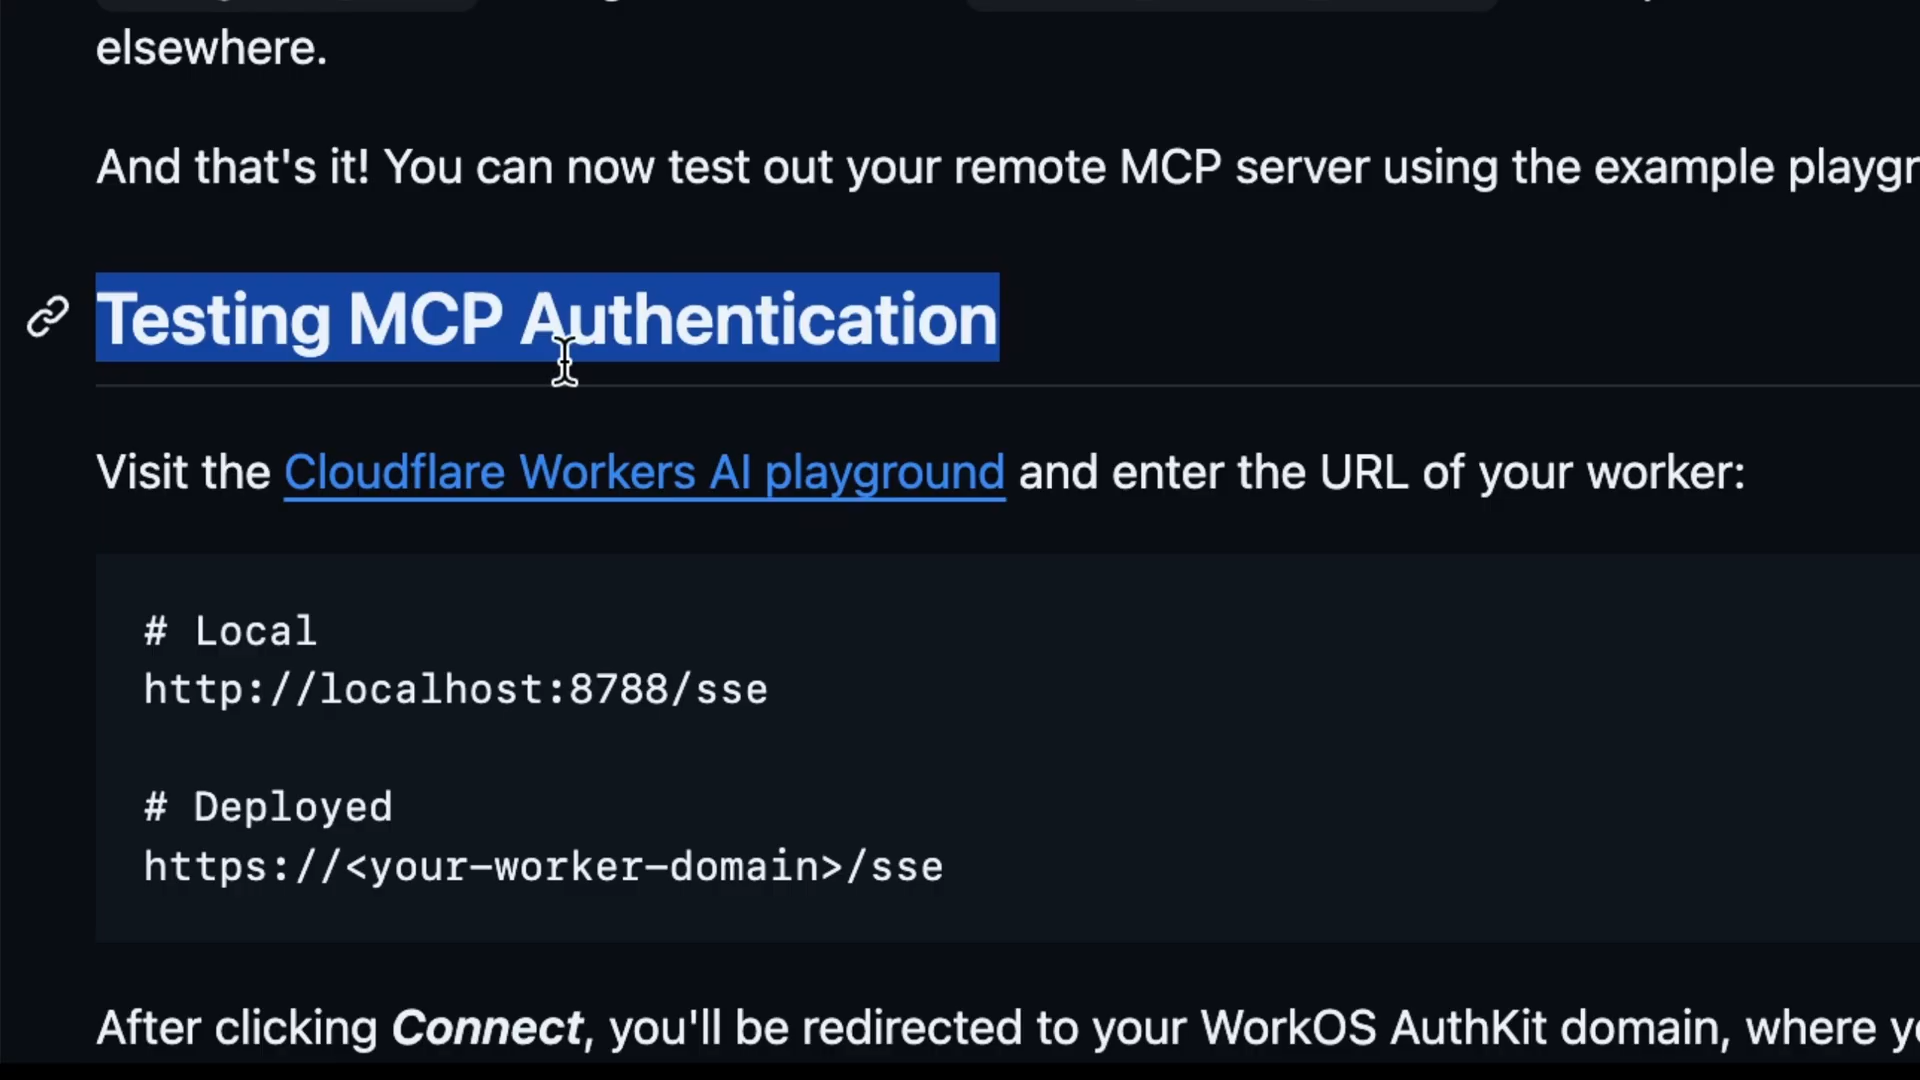 elsewhere.
And that's it! You can now test out your remote MCP server using the example
Testing MCP Authentication
Visit the Cloudflare Workers AI playground and enter the URL of your worker:
# Local
http://localhost:8788/sse
# Deployed
https://<your-worker-domain>/sse
After clicking Connect, you'll be redirected to your WorkOS AuthKit domain, where